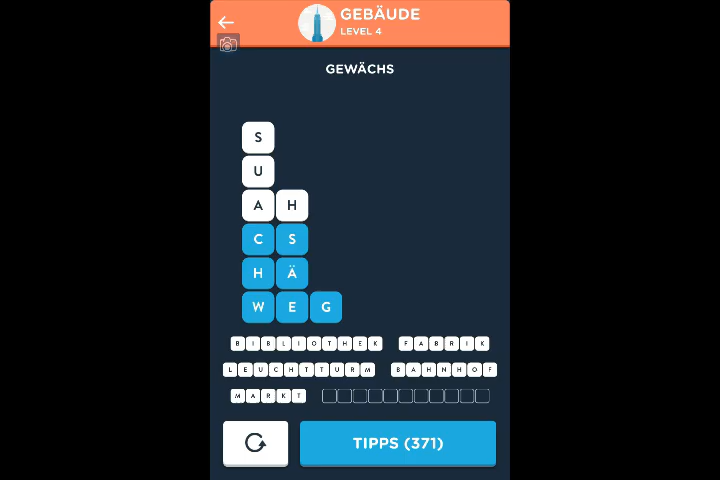 GEBÄUDE
LEVEL 4
GEWÄCHS
S
U
A H
C S
H Ä
W E G
BIBLIOTHEK FABRIK
LEUCHTTURM BAHNHOF
MARKT
TIPPS (371)